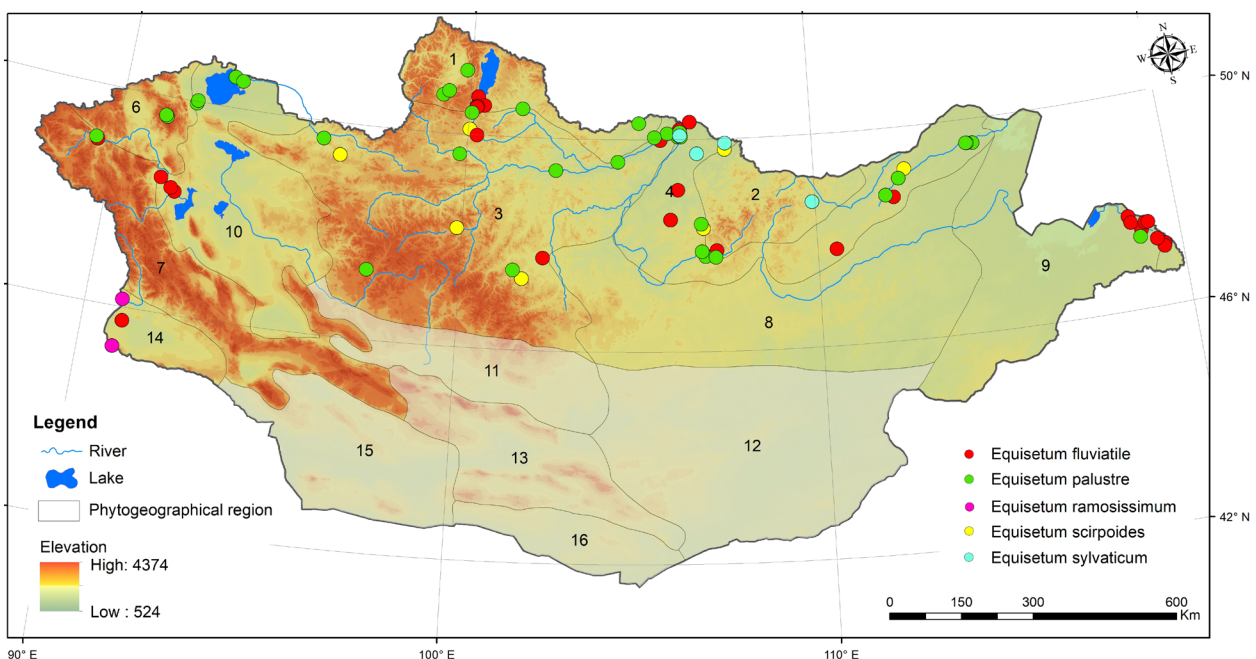 N
W E
S
50° N
1
6
2
4
3
10
9
7
46° N
8
14
11
12
15
13
16
42° N
Legend
River
Lake
Phytogeographical region
Elevation
High: 4374
Low : 524
Equisetum fluviatile
Equisetum palustre
Equisetum ramosissimum
Equisetum scirpoides
Equisetum sylvaticum
0 150 300 600
Km
90° E 100° E 110° E